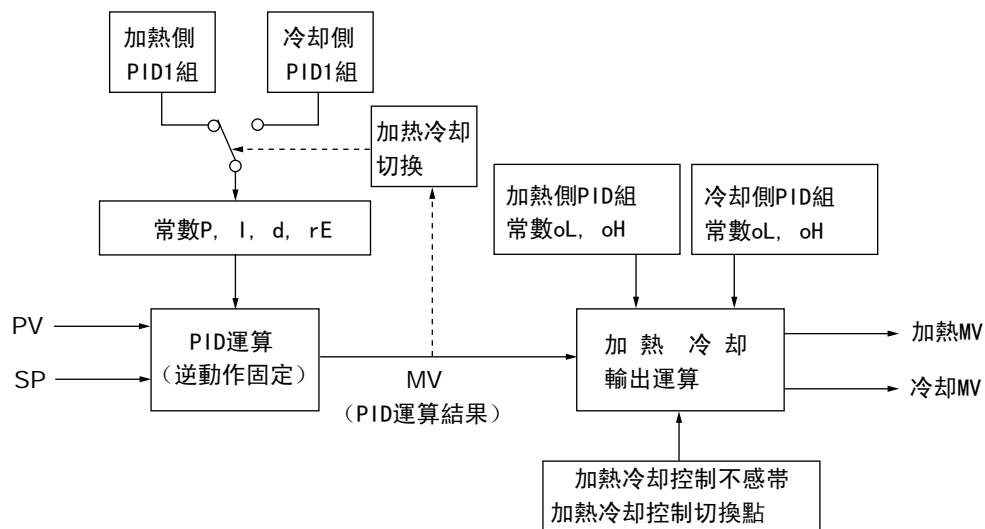 加熱側
PID1組
冷却側
PID1組
加热冷却
切換
加熱側PID組
常數oL, oH
冷却側PID組
常數oL, oH
常數P, I, d, rE
PV
SP
PID運算
(逆動作固定)
MV
(PID運算結果)
加 熱 冷 却
輸出運算
加熱MV
冷却MV
加熱冷却控制不感带
加熱冷却控制切換點